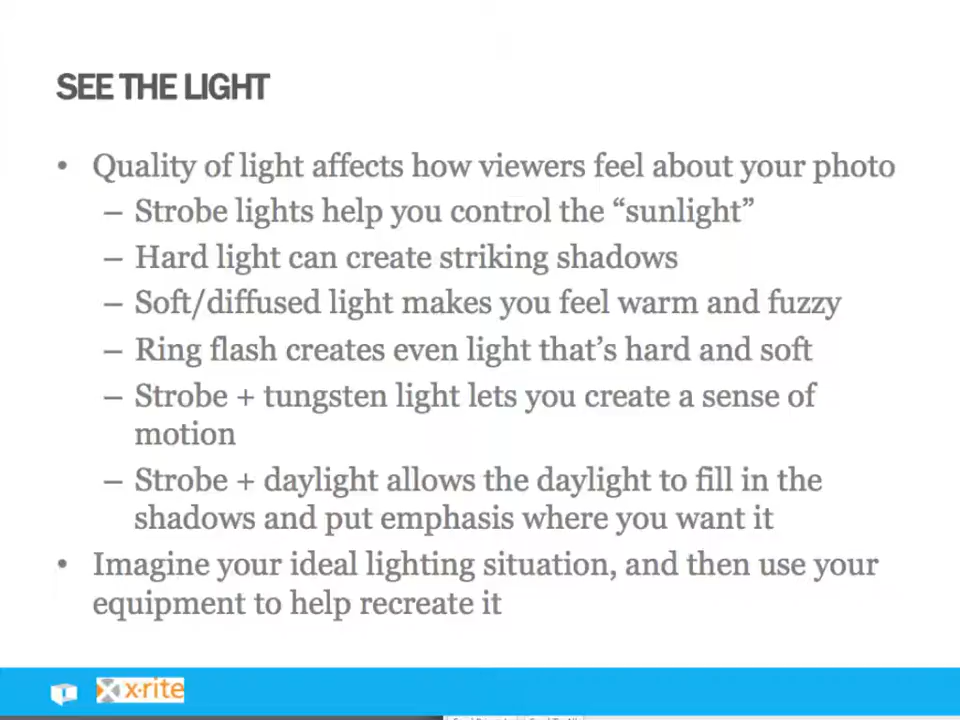 SEE THE LIGHT
• Quality of light affects how viewers feel about your photo
– Strobe lights help you control the “sunlight”
– Hard light can create striking shadows
– Soft/diffused light makes you feel warm and fuzzy
– Ring flash creates even light that’s hard and soft
– Strobe + tungsten light lets you create a sense of
motion
– Strobe + daylight allows the daylight to fill in the
shadows and put emphasis where you want it
• Imagine your ideal lighting situation, and then use your
equipment to help recreate it
x·rite